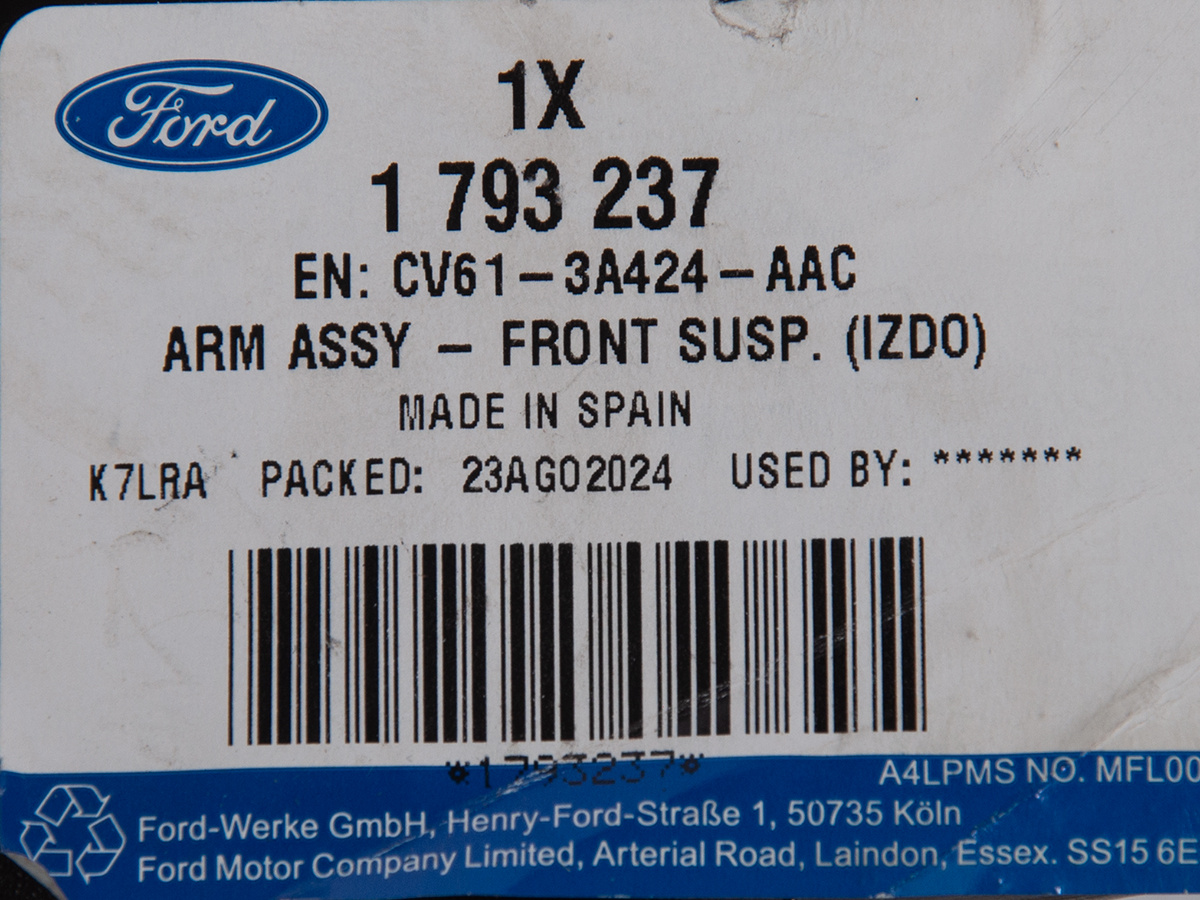 Ford
1X
1 793 237
EN: CV61-3A424-AAC
ARM ASSY - FRONT SUSP. (IZDO)
MADE IN SPAIN
K7LRA PACKED: 23AGO2024 USED BY: *******
*1793237*
A4LPMS NO. MFL00
Ford-Werke GmbH, Henry-Ford-Straße 1, 50735 Köln
Ford Motor Company Limited, Arterial Road, Laindon, Essex. SS15 6E